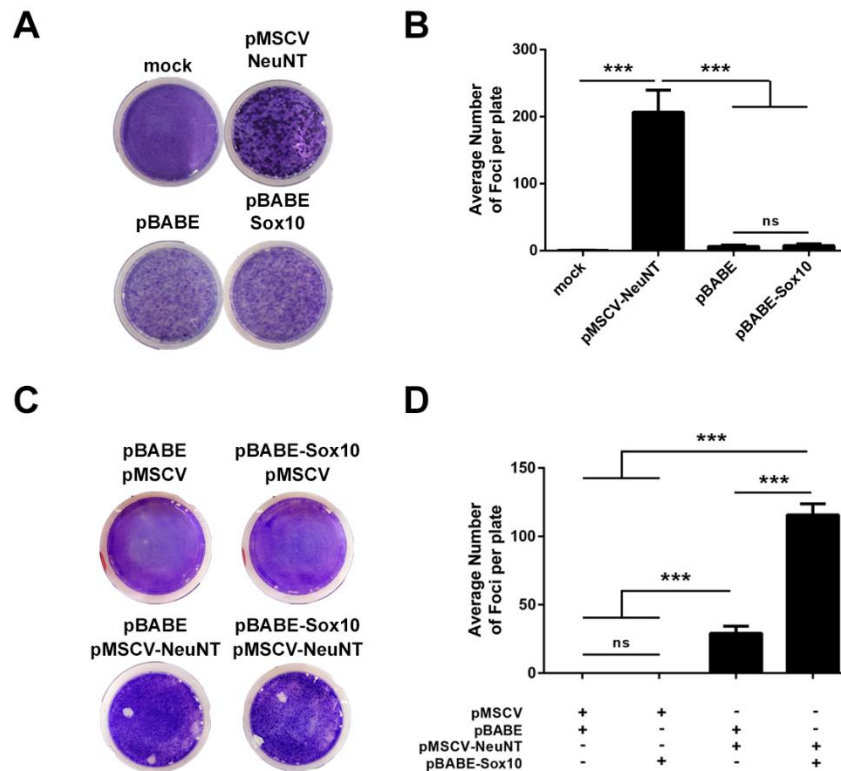 A
mock
pMSCV
NeuNT
pBABE
pBABE
Sox10
B
Average Number
of Foci per plate
300
200
100
0
***
***
ns
mock
pMSCV-NeuNT
pBABE
pBABE-Sox10
C
pBABE
pMSCV
pBABE-Sox10
pMSCV
pBABE
pMSCV-NeuNT
pBABE-Sox10
pMSCV-NeuNT
D
Average Number
of Foci per plate
150
100
50
0
***
***
***
ns
pMSCV + + - -
pBABE + - + -
pMSCV-NeuNT - - + +
pBABE-Sox10 - + - +